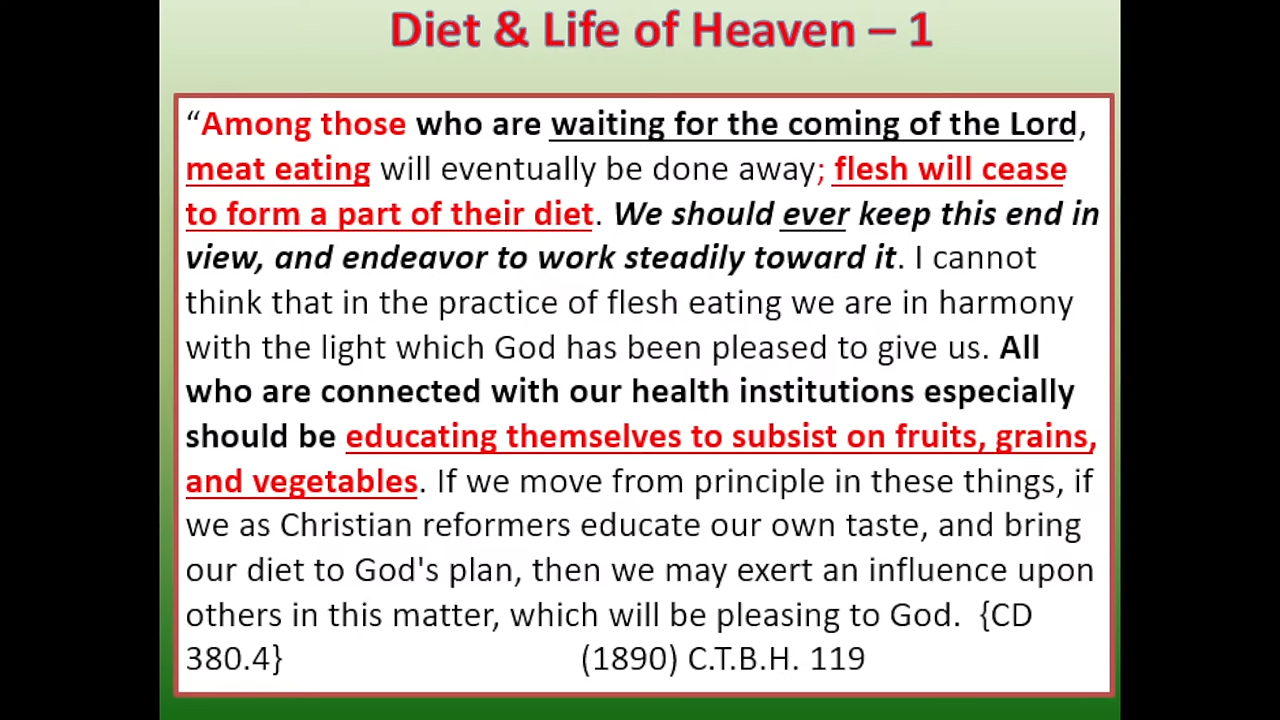 Diet & Life of Heaven – 1
“Among those who are waiting for the coming of the Lord,
meat eating will eventually be done away; flesh will cease
to form a part of their diet. We should ever keep this end in
view, and endeavor to work steadily toward it. I cannot
think that in the practice of flesh eating we are in harmony
with the light which God has been pleased to give us. All
who are connected with our health institutions especially
should be educating themselves to subsist on fruits, grains,
and vegetables. If we move from principle in these things, if
we as Christian reformers educate our own taste, and bring
our diet to God's plan, then we may exert an influence upon
others in this matter, which will be pleasing to God. {CD
380.4} (1890) C.T.B.H. 119